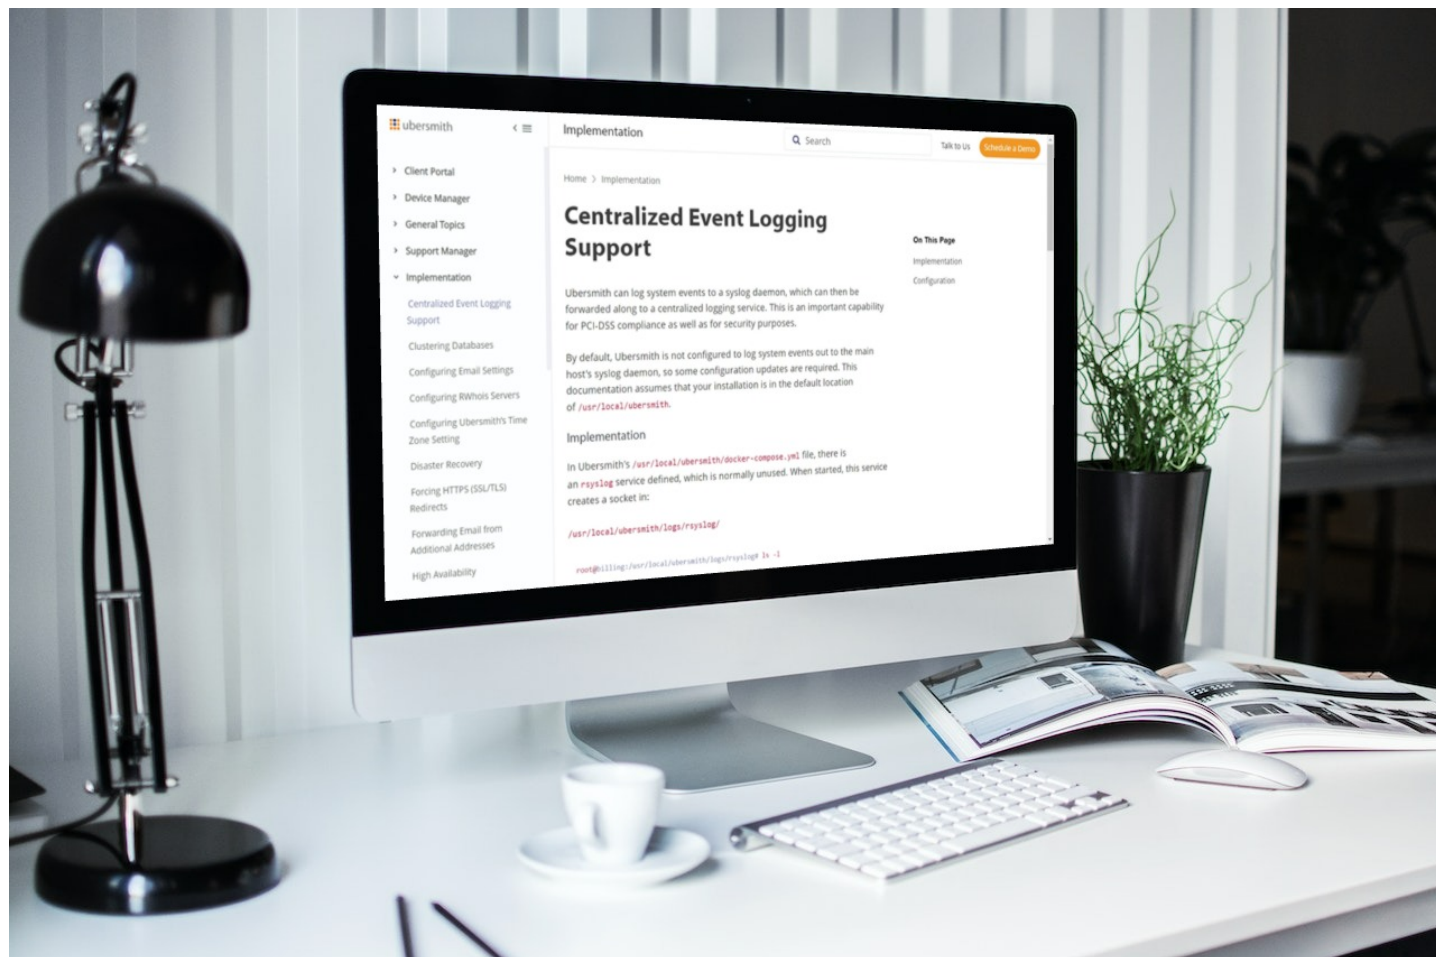 ubersmith
Client Portal
Device Manager
General Topics
Support Manager
Implementation
Centralized Event Logging
Support
Clustering Databases
Configuring Email Settings
Configuring RWhois Servers
Configuring Ubersmith's Time
Zone Setting
Disaster Recovery
Forcing HTTPS (SSL/TLS)
Redirects
Forwarding Email from
Additional Addresses
High Availability
Implementation
Search
Talk to Us
Schedule a Demo
Home > Implementation
Centralized Event Logging
Support
Ubersmith can log system events to a syslog daemon, which can then be
forwarded along to a centralized logging service. This is an important capability
for PCI-DSS compliance as well as for security purposes.
By default, Ubersmith is not configured to log system events out to the main
host's syslog daemon, so some configuration updates are required. This
documentation assumes that your installation is in the default location
of /usr/local/ubersmith.
Implementation
In Ubersmith's /usr/local/ubersmith/docker-compose.yml file, there is
an rsyslog service defined, which is normally unused. When started, this service
creates a socket in:
/usr/local/ubersmith/logs/rsyslog/
root@billing:/usr/local/ubersmith/logs/rsyslog# ls -l
On This Page
Implementation
Configuration